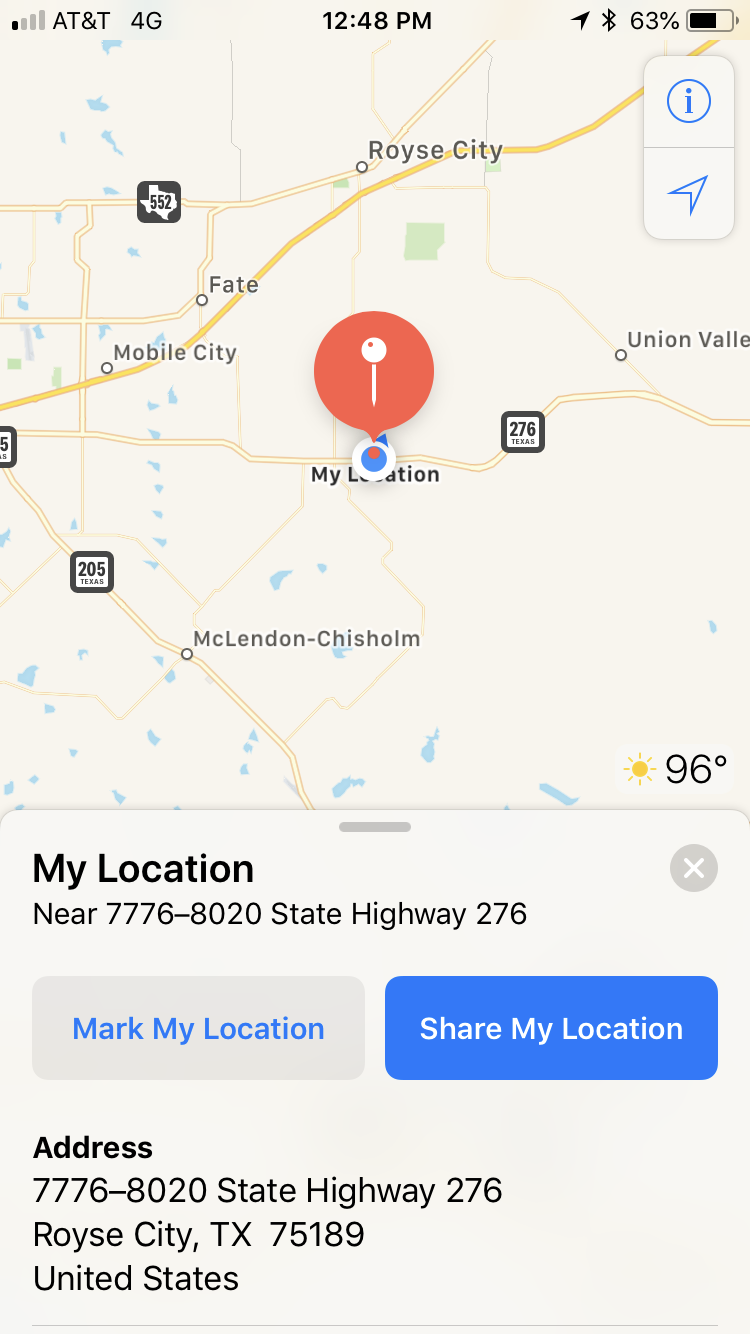 AT&T 4G 12:48 PM 63%
i
Royse City
552
Fate
Mobile City
Union Valle
276
TEXAS
5
AS
My Location
205
TEXAS
McLendon-Chisholm
96°
My Location
Near 7776–8020 State Highway 276
Mark My Location
Share My Location
Address
7776–8020 State Highway 276
Royse City, TX 75189
United States